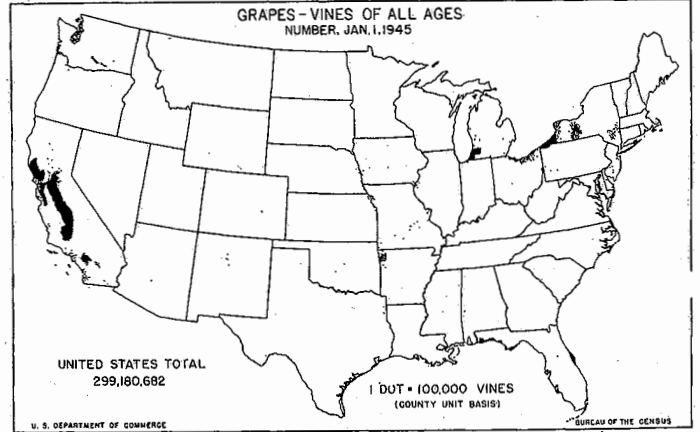 GRAPES - VINES OF ALL AGES
NUMBER, JAN. 1, 1945
UNITED STATES TOTAL
299,180,682
1 DOT = 100,000 VINES
(COUNTY UNIT BASIS)
U. S. DEPARTMENT OF COMMERCE
BUREAU OF THE CENSUS